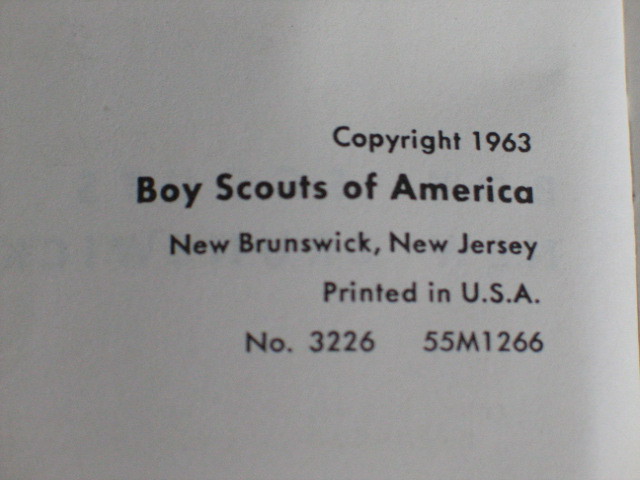 Copyright 1963
Boy Scouts of America
New Brunswick, New Jersey
Printed in U.S.A.
No. 3226 55M1266